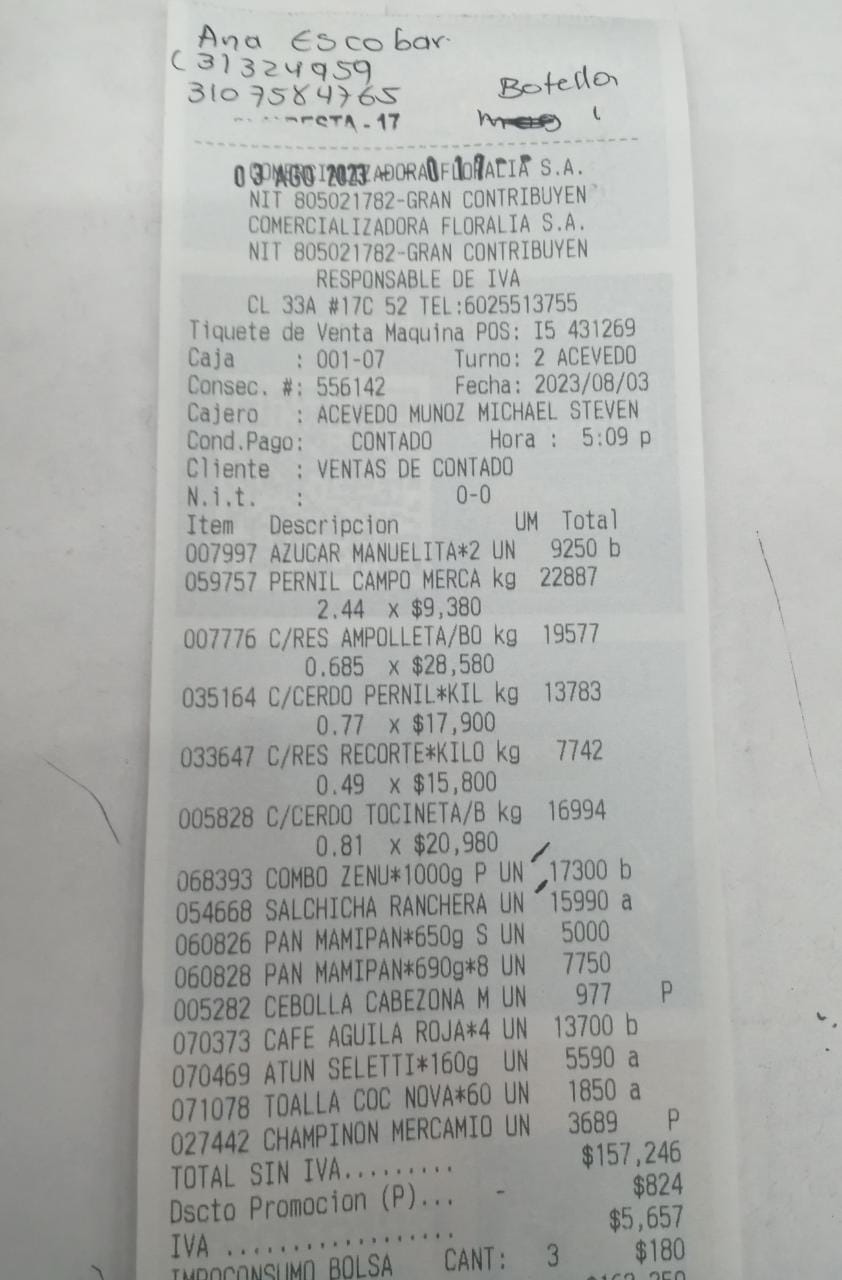 Ana Escobar
(31324959
3107584765
Botella
1
- 17
03 AGO 2023 - 017
S.A.
NIT 805021782-GRAN CONTRIBUYEN
COMERCIALIZADORA FLORALIA S.A.
NIT 805021782-GRAN CONTRIBUYEN
RESPONSABLE DE IVA
CL 33A #17C 52 TEL:6025513755
Tiquete de Venta Maquina POS: I5 431269
Caja : 001-07 Turno: 2 ACEVEDO
Consec. #: 556142 Fecha: 2023/08/03
Cajero : ACEVEDO MUNOZ MICHAEL STEVEN
Cond.Pago: CONTADO Hora : 5:09 p
Cliente : VENTAS DE CONTADO
N.i.t. : 0-0
Item Descripcion UM Total
007997 AZUCAR MANUELITA*2 UN 9250 b
059757 PERNIL CAMPO MERCA kg 22887
2.44 x $9,380
007776 C/RES AMPOLLETA/BO kg 19577
0.685 x $28,580
035164 C/CERDO PERNIL*KIL kg 13783
0.77 x $17,900
033647 C/RES RECORTE*KILO kg 7742
0.49 x $15,800
005828 C/CERDO TOCINETA/B kg 16994
0.81 x $20,980
068393 COMBO ZENU*1000g P UN 17300 b
054668 SALCHICHA RANCHERA UN 15990 a
060826 PAN MAMIPAN*650g S UN 5000
060828 PAN MAMIPAN*690g*8 UN 7750
005282 CEBOLLA CABEZONA M UN 977 P
070373 CAFE AGUILA ROJA*4 UN 13700 b
070469 ATUN SELETTI*160g UN 5590 a
071078 TOALLA COC NOVA*60 UN 1850 a
027442 CHAMPINON MERCAMIO UN 3689 P
TOTAL SIN IVA......... $157,246
Dscto Promocion (P)... - $824
IVA .................. $5,657
IMPOCONSUMO BOLSA CANT: 3 $180